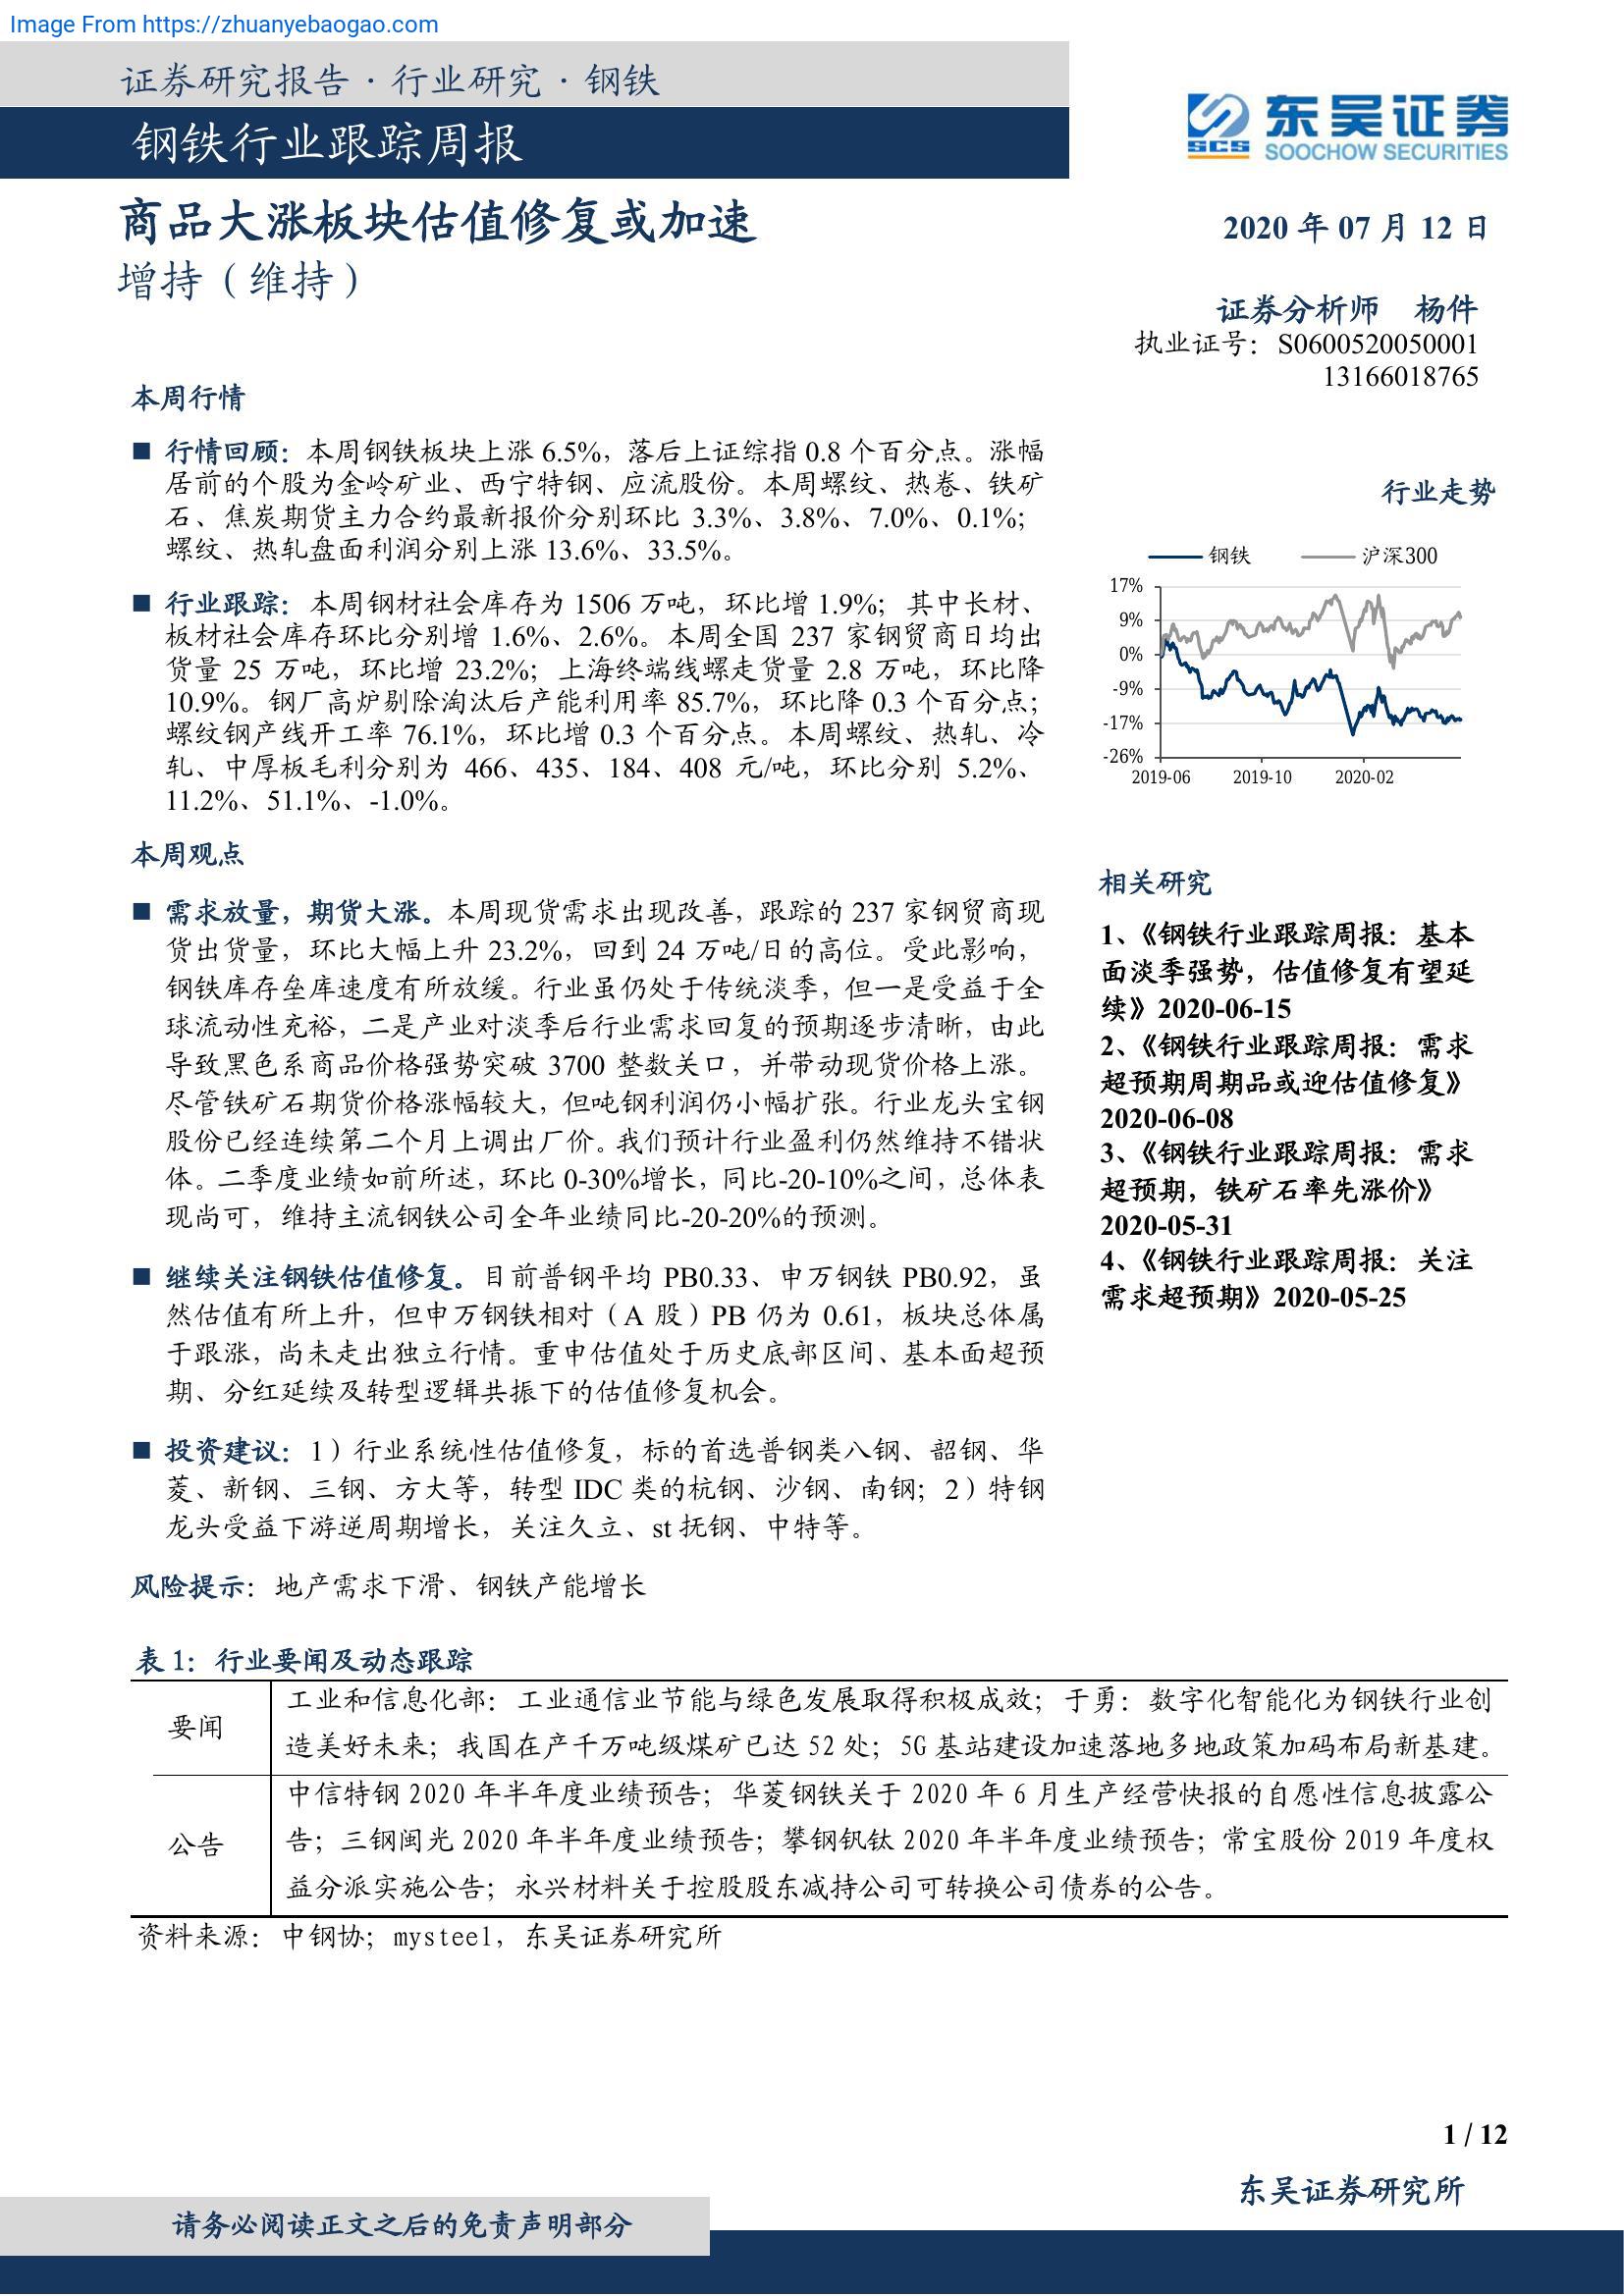 Image From https://zhuanyebaogao.com
证券研究报告·行业研究·钢铁
钢铁行业跟踪周报
东吴证券
SCS
SOOCHOW SECURITIES
商品大涨板块估值修复或加速
增持（维持）
2020 年 07 月 12 日
证券分析师 杨件
执业证号：S0600520050001
13166018765
本周行情
■ 行情回顾：本周钢铁板块上涨 6.5%，落后上证综指 0.8 个百分点。涨幅
居前的个股为金岭矿业、西宁特钢、应流股份。本周螺纹、热卷、铁矿
石、焦炭期货主力合约最新报价分别环比 3.3%、3.8%、7.0%、0.1%；
螺纹、热轧盘面利润分别上涨 13.6%、33.5%。
■ 行业跟踪：本周钢材社会库存为 1506 万吨，环比增 1.9%；其中长材、
板材社会库存环比分别增 1.6%、2.6%。本周全国 237 家钢贸商日均出
货量 25 万吨，环比增 23.2%；上海终端线螺走货量 2.8 万吨，环比降
10.9%。钢厂高炉剔除淘汰后产能利用率 85.7%，环比降 0.3 个百分点；
螺纹钢产线开工率 76.1%，环比增 0.3 个百分点。本周螺纹、热轧、冷
轧、中厚板毛利分别为 466、435、184、408 元/吨，环比分别 5.2%、
11.2%、51.1%、-1.0%。
本周观点
■ 需求放量，期货大涨。本周现货需求出现改善，跟踪的 237 家钢贸商现
货出货量，环比大幅上升 23.2%，回到 24 万吨/日的高位。受此影响，
钢铁库存垒库速度有所放缓。行业虽仍处于传统淡季，但一是受益于全
球流动性充裕，二是产业对淡季后行业需求回复的预期逐步清晰，由此
导致黑色系商品价格强势突破 3700 整数关口，并带动现货价格上涨。
尽管铁矿石期货价格涨幅较大，但吨钢利润仍小幅扩张。行业龙头宝钢
股份已经连续第二个月上调出厂价。我们预计行业盈利仍然维持不错状
体。二季度业绩如前所述，环比 0-30%增长，同比-20-10%之间，总体表
现尚可，维持主流钢铁公司全年业绩同比-20-20%的预测。
■ 继续关注钢铁估值修复。目前普钢平均 PB0.33、申万钢铁 PB0.92，虽
然估值有所上升，但申万钢铁相对（A 股）PB 仍为 0.61，板块总体属
于跟涨，尚未走出独立行情。重申估值处于历史底部区间、基本面超预
期、分红延续及转型逻辑共振下的估值修复机会。
■ 投资建议：1）行业系统性估值修复，标的首选普钢类八钢、韶钢、华
菱、新钢、三钢、方大等，转型 IDC 类的杭钢、沙钢、南钢；2）特钢
龙头受益下游逆周期增长，关注久立、st 抚钢、中特等。
风险提示：地产需求下滑、钢铁产能增长
行业走势
钢铁 沪深300
17%
9%
0%
-9%
-17%
-26%
2019-06 2019-10 2020-02
相关研究
1、《钢铁行业跟踪周报：基本
面淡季强势，估值修复有望延
续》2020-06-15
2、《钢铁行业跟踪周报：需求
超预期周期品或迎估值修复》
2020-06-08
3、《钢铁行业跟踪周报：需求
超预期，铁矿石率先涨价》
2020-05-31
4、《钢铁行业跟踪周报：关注
需求超预期》2020-05-25
表 1：行业要闻及动态跟踪
要闻
工业和信息化部：工业通信业节能与绿色发展取得积极成效；于勇：数字化智能化为钢铁行业创
造美好未来；我国在产千万吨级煤矿已达 52 处；5G 基站建设加速落地多地政策加码布局新基建。
公告
中信特钢 2020 年半年度业绩预告；华菱钢铁关于 2020 年 6 月生产经营快报的自愿性信息披露公
告；三钢闽光 2020 年半年度业绩预告；攀钢钒钛 2020 年半年度业绩预告；常宝股份 2019 年度权
益分派实施公告；永兴材料关于控股股东减持公司可转换公司债券的公告。
资料来源：中钢协；mysteel，东吴证券研究所
1 / 12
东吴证券研究所
请务必阅读正文之后的免责声明部分